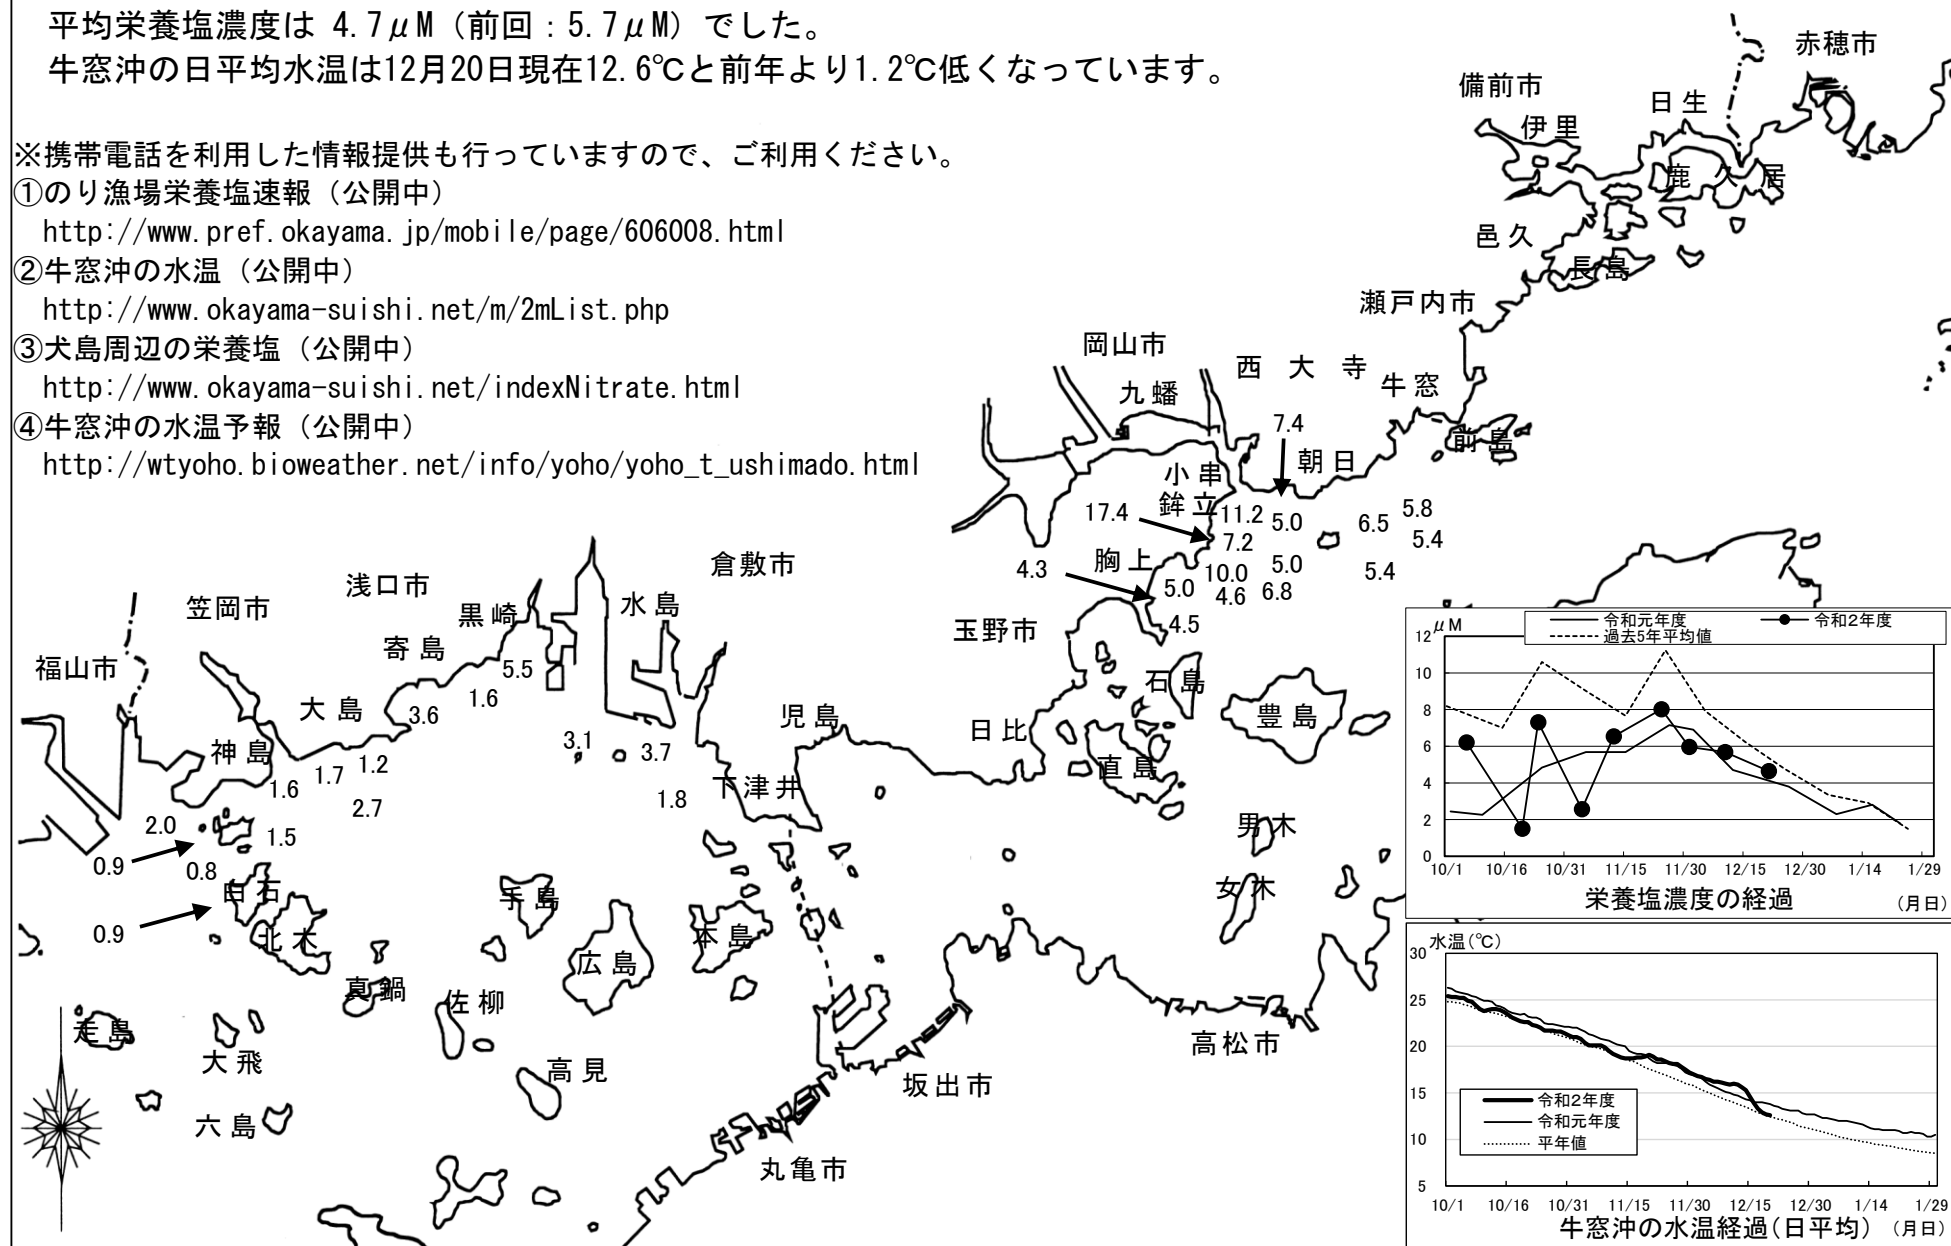 平均栄養塩濃度は 4.7μM（前回：5.7μM）でした。
牛窓沖の日平均水温は12月20日現在12.6℃と前年より1.2℃低くなっています。
※携帯電話を利用した情報提供も行っていますので、ご利用ください。
①のり漁場栄養塩速報（公開中）
http://www.pref.okayama.jp/mobile/page/606008.html
②牛窓沖の水温（公開中）
http://www.okayama-suishi.net/m/2mList.php
③犬島周辺の栄養塩（公開中）
http://www.okayama-suishi.net/indexNitrate.html
④牛窓沖の水温予報（公開中）
http://wtyoho.bioweather.net/info/yoho/yoho_t_ushimado.html
赤穂市
備前市
日生
伊里
鹿久居
邑久
長島
瀬戸内市
岡山市
西大寺
九蟠
牛窓
7.4
前島
朝日
小串
鉾立
17.4
11.2
5.0
6.5
5.8
7.2
5.4
胸上
4.3
10.0
5.0
5.4
5.0
4.6
6.8
4.5
玉野市
石島
豊島
日比
直島
男木
女木
倉敷市
浅口市
笠岡市
黒崎
水島
寄島
福山市
5.5
1.6
大島
3.6
児島
神島
3.1
3.7
1.2
1.7
1.6
下津井
1.8
2.7
2.0
1.5
0.9
0.8
白石
手島
0.9
北木
本島
広島
真鍋
佐柳
走島
大飛
高見
六島
高松市
坂出市
丸亀市
μM
令和元年度
令和2年度
過去5年平均値
12
10
8
6
4
2
0
10/1 10/16 10/31 11/15 11/30 12/15 12/30 1/14 1/29
栄養塩濃度の経過 （月日）
水温(℃)
30
25
20
15
10
5
令和2年度
令和元年度
平年値
10/1 10/16 10/31 11/15 11/30 12/15 12/30 1/14 1/29
牛窓沖の水温経過(日平均) （月日）